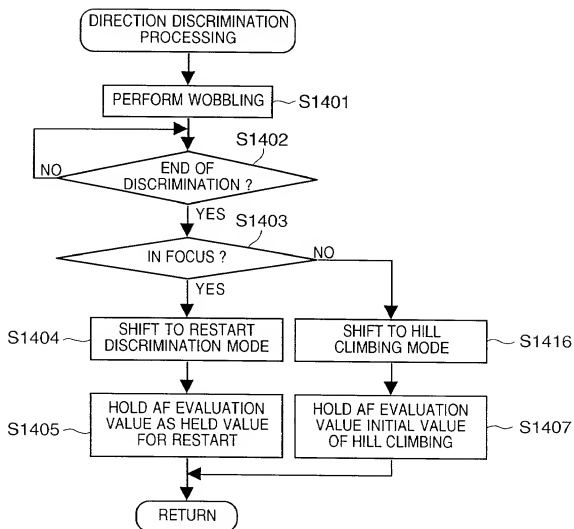 DIRECTION DISCRIMINATION
PROCESSING
PERFORM WOBBLING
S1401
S1402
NO
END OF
DISCRIMINATION ?
YES
S1403
IN FOCUS ?
NO
YES
S1404
SHIFT TO RESTART
DISCRIMINATION MODE
SHIFT TO HILL
CLIMBING MODE
S1416
S1405
HOLD AF EVALUATION
VALUE AS HELD VALUE
FOR RESTART
HOLD AF EVALUATION
VALUE INITIAL VALUE
OF HILL CLIMBING
S1407
RETURN